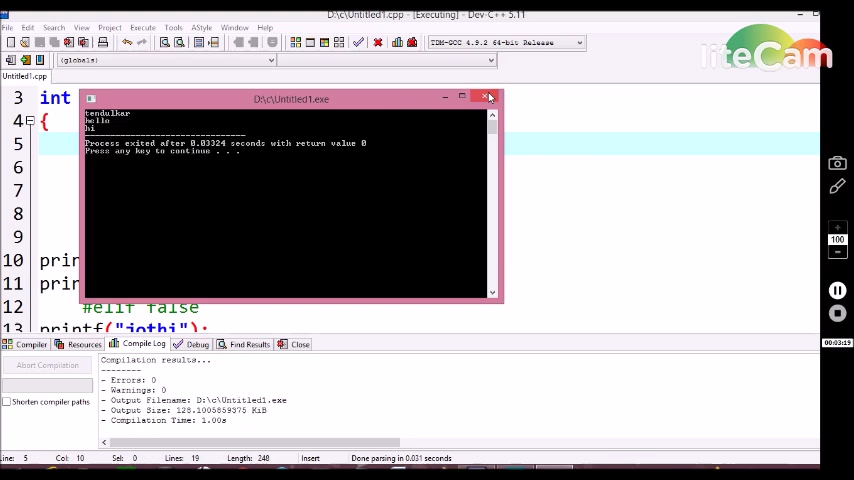 D:\c\Untitled1.cpp - [Executing] - Dev-C++ 5.11
liteCam
File Edit Search View Project Execute Tools AStyle Window Help
TDM-GCC 4.9.2 64-bit Release
(globals)
Untitled1.cpp
3 int
D:\c\Untitled1.exe
tendulkar
hello
hi
--------------------------------
Process exited after 0.03324 seconds with return value 0
Press any key to continue . . .
4 {
5
6
7
8
9
10 prin
11 prin
12 #elif false
13 printf("jothi");
100
00:03:19
Compiler Resources Compile Log Debug Find Results Close
Abort Compilation
Shorten compiler paths
Compilation results...
--------
- Errors: 0
- Warnings: 0
- Output Filename: D:\c\Untitled1.exe
- Output Size: 128.1005859375 KiB
- Compilation Time: 1.00s
Line: 5 Col: 10 Sel: 0 Lines: 19 Length: 248 Insert Done parsing in 0.031 seconds